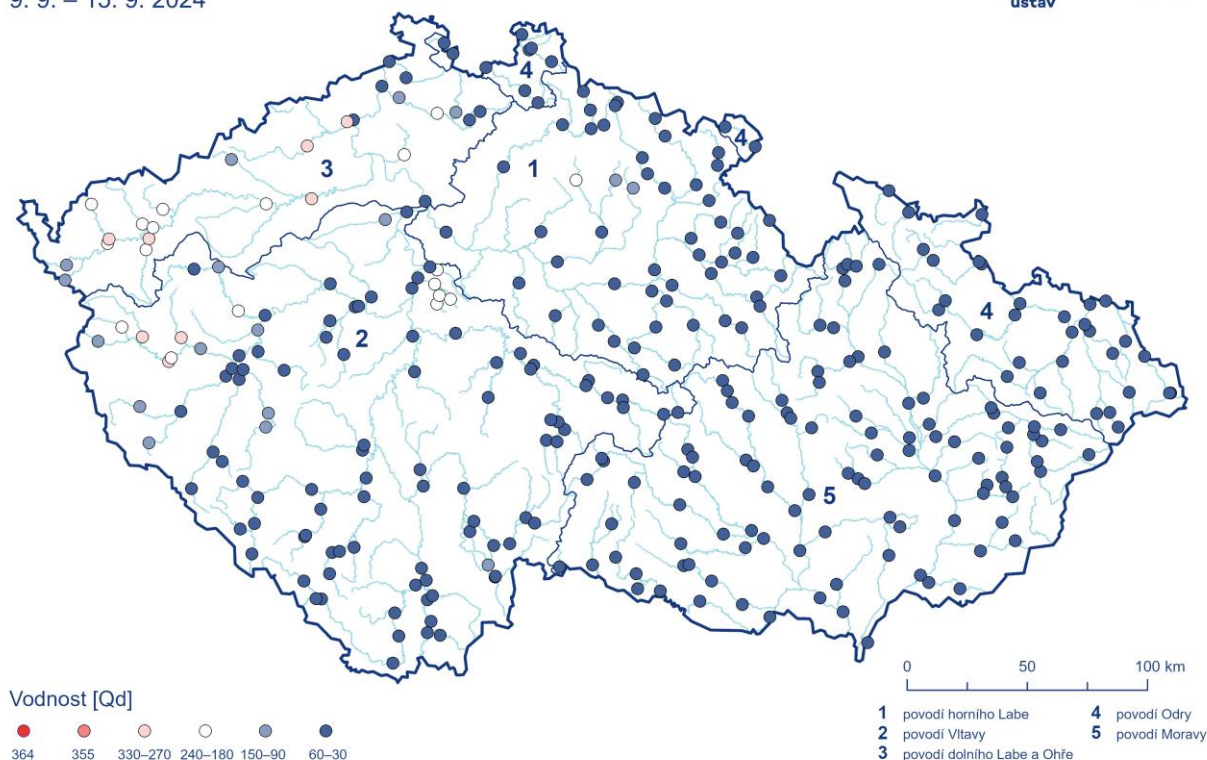 9. 9. – 15. 9. 2024
ústav
4
4
3
1
4
2
5
0 50 100 km
Vodnost [Qd]
364 355 330–270 240–180 150–90 60–30
1 povodí horního Labe
2 povodí Vltavy
3 povodí dolního Labe a Ohře
4 povodí Odry
5 povodí Moravy